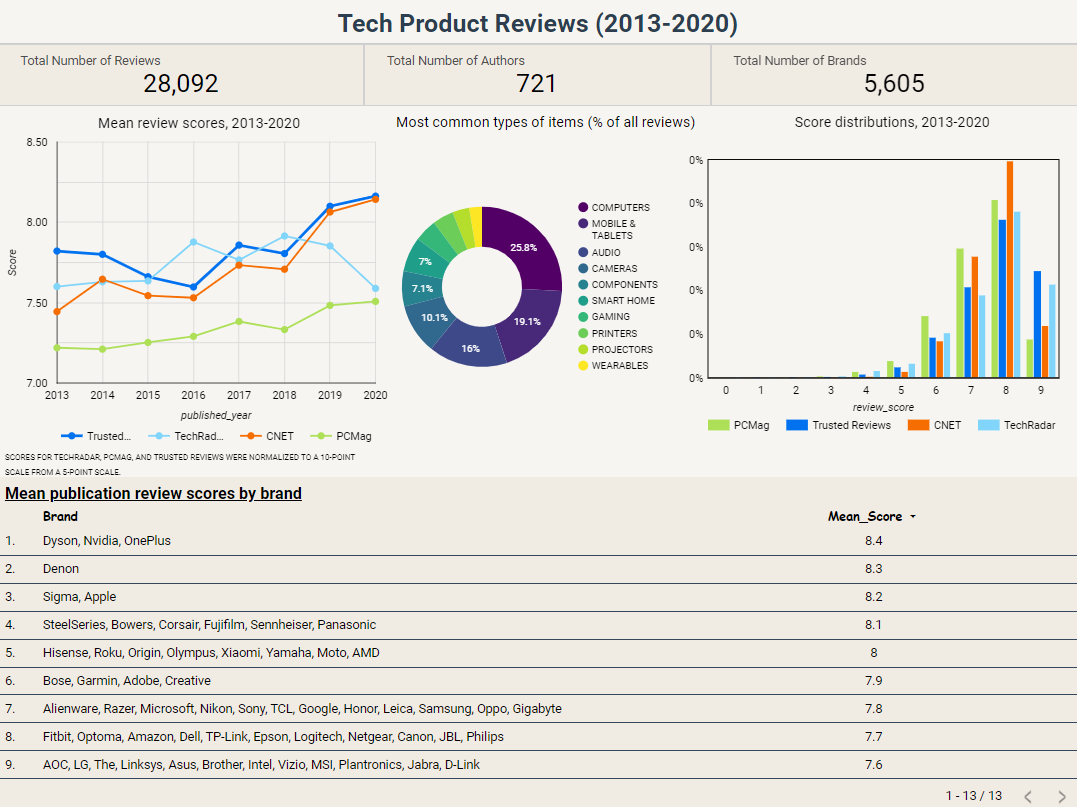 Tech Product Reviews (2013-2020)
Total Number of Reviews
28,092
Total Number of Authors
721
Total Number of Brands
5,605
Mean review scores, 2013-2020
8.50
8.00
7.50
7.00
Score
2013 2014 2015 2016 2017 2018 2019 2020
published_year
Trusted... TechRad... CNET PCMag
SCORES FOR TECHRADAR, PCMAG, AND TRUSTED REVIEWS WERE NORMALIZED TO A 10-POINT
SCALE FROM A 5-POINT SCALE.
Most common types of items (% of all reviews)
25.8%
19.1%
16%
10.1%
7.1%
7%
COMPUTERS
MOBILE &
TABLETS
AUDIO
CAMERAS
COMPONENTS
SMART HOME
GAMING
PRINTERS
PROJECTORS
WEARABLES
Score distributions, 2013-2020
0%
0%
0%
0%
0%
0%
0 1 2 3 4 5 6 7 8 9
review_score
PCMag Trusted Reviews CNET TechRadar
Mean publication review scores by brand
Brand Mean_Score
1. Dyson, Nvidia, OnePlus 8.4
2. Denon 8.3
3. Sigma, Apple 8.2
4. SteelSeries, Bowers, Corsair, Fujifilm, Sennheiser, Panasonic 8.1
5. Hisense, Roku, Origin, Olympus, Xiaomi, Yamaha, Moto, AMD 8
6. Bose, Garmin, Adobe, Creative 7.9
7. Alienware, Razer, Microsoft, Nikon, Sony, TCL, Google, Honor, Leica, Samsung, Oppo, Gigabyte 7.8
8. Fitbit, Optoma, Amazon, Dell, TP-Link, Epson, Logitech, Netgear, Canon, JBL, Philips 7.7
9. AOC, LG, The, Linksys, Asus, Brother, Intel, Vizio, MSI, Plantronics, Jabra, D-Link 7.6
1 - 13 / 13